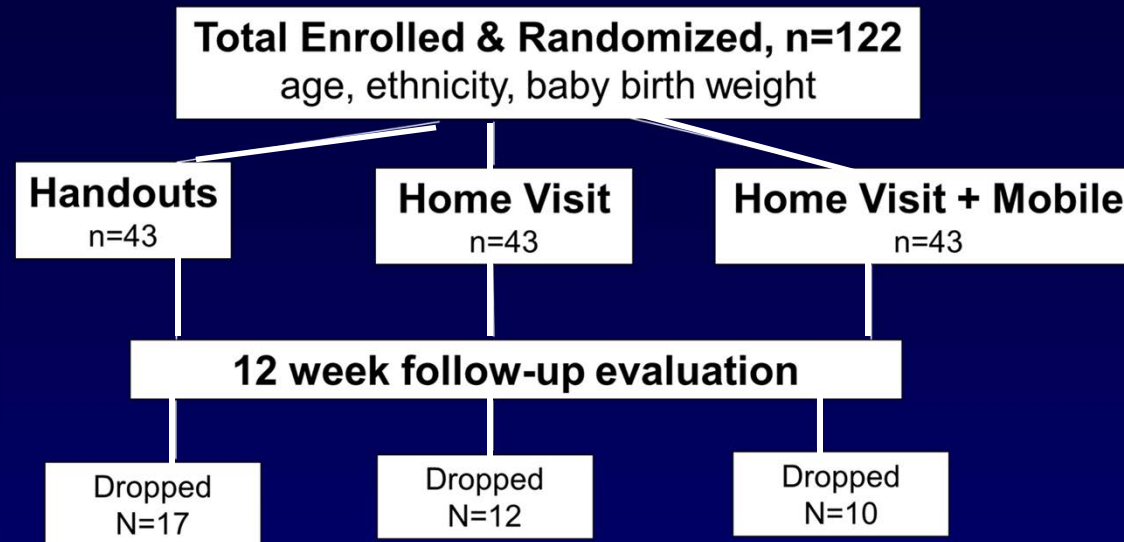 Total Enrolled & Randomized, n=122
age, ethnicity, baby birth weight
Handouts
n=43
Home Visit
n=43
Home Visit + Mobile
n=43
12 week follow-up evaluation
Dropped
N=17
Dropped
N=12
Dropped
N=10